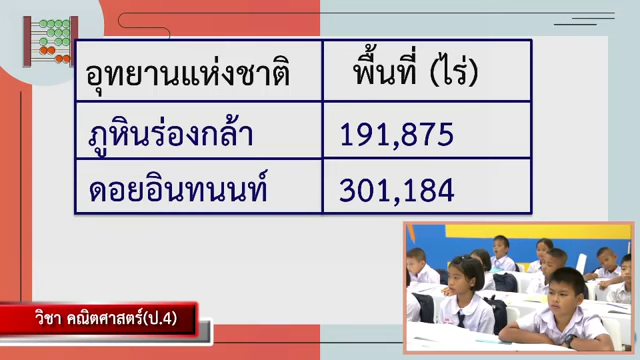 อุทยานแห่งชาติ พื้นที่ (ไร่)
ภูหินร่องกล้า 191,875
ดอยอินทนนท์ 301,184
วิชา คณิตศาสตร์(ป.4)